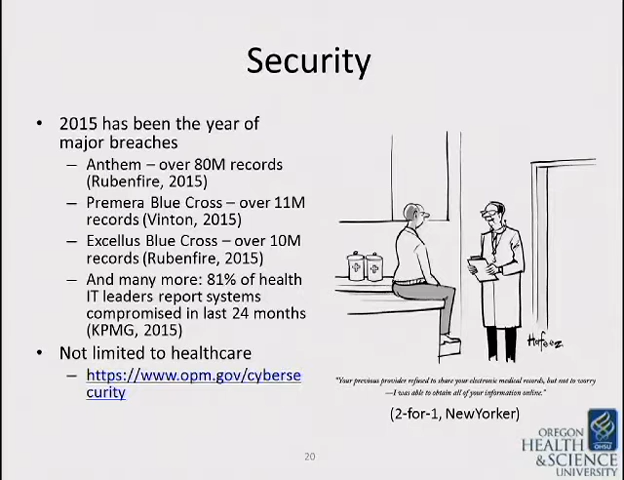 Security
• 2015 has been the year of
major breaches
– Anthem – over 80M records
(Rubenfire, 2015)
– Premera Blue Cross – over 11M
records (Vinton, 2015)
– Excellus Blue Cross – over 10M
records (Rubenfire, 2015)
– And many more: 81% of health
IT leaders report systems
compromised in last 24 months
(KPMG, 2015)
• Not limited to healthcare
– https://www.opm.gov/cyberse
curity
Hafeez
"Your previous provider refused to share your electronic medical records, but not to worry
—I was able to obtain all of your information online."
(2-for-1, NewYorker)
20
OHSU
OREGON
HEALTH
&SCIENCE
UNIVERSITY